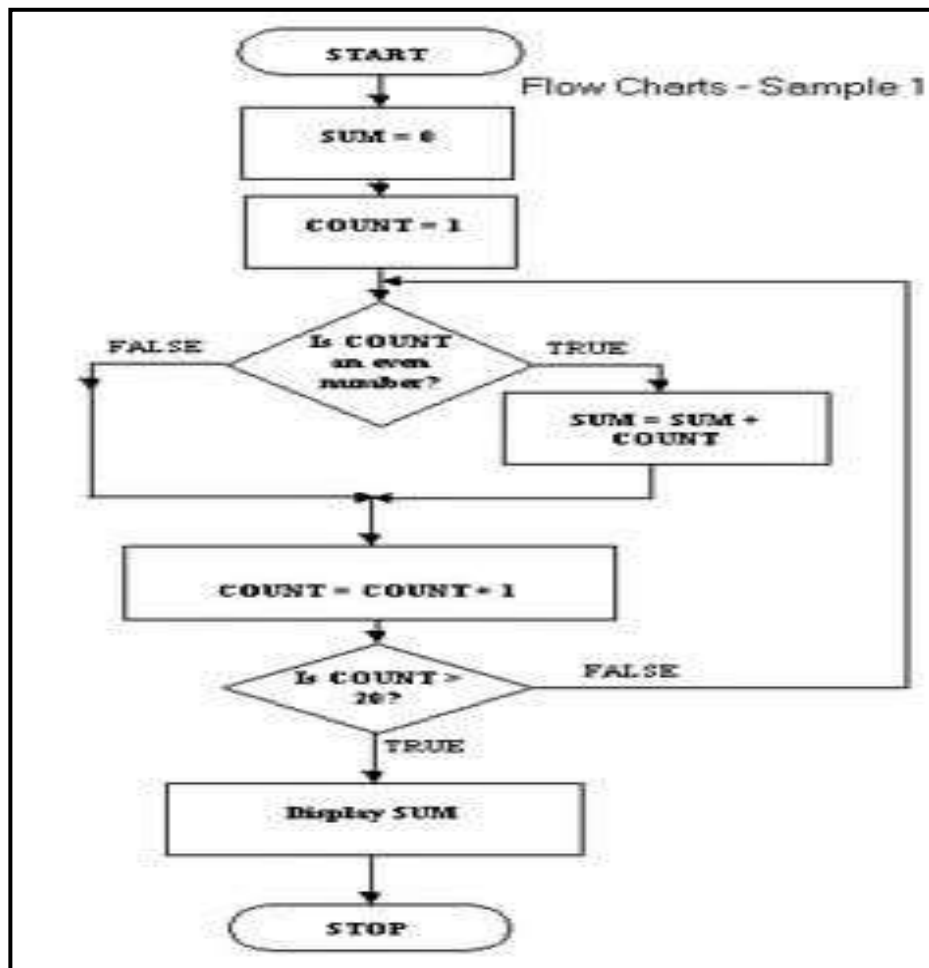 START
Flow Charts - Sample 1
SUM = 0
COUNT = 1
Is COUNT
an even
number?
FALSE
TRUE
SUM = SUM +
COUNT
COUNT = COUNT + 1
Is COUNT >
20?
FALSE
TRUE
Display SUM
STOP